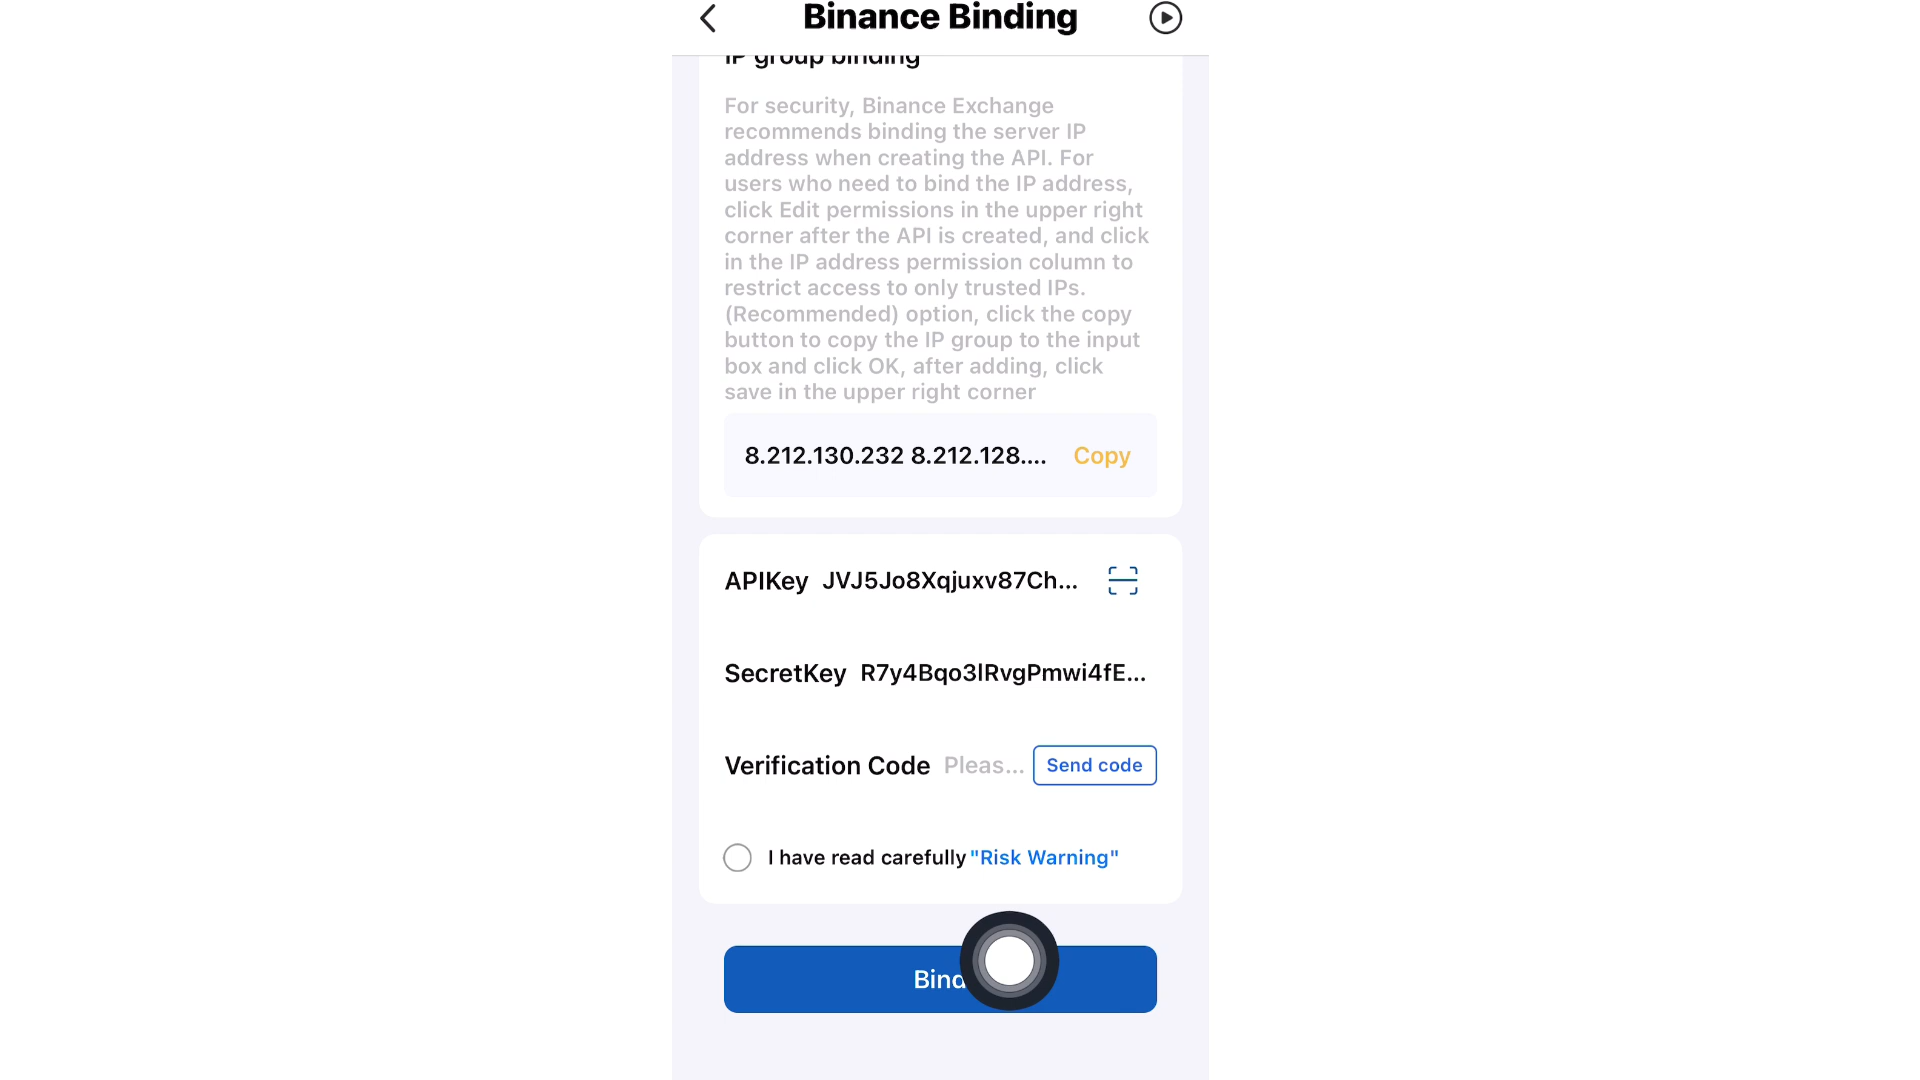 Binance Binding
IP group binding
For security, Binance Exchange
recommends binding the server IP
address when creating the API. For
users who need to bind the IP address,
click Edit permissions in the upper right
corner after the API is created, and click
in the IP address permission column to
restrict access to only trusted IPs.
(Recommended) option, click the copy
button to copy the IP group to the input
box and click OK, after adding, click
save in the upper right corner
8.212.130.232 8.212.128.... Copy
APIKey JVJ5Jo8Xqjuxv87Ch...
SecretKey R7y4Bqo3lRvgPmwi4fE...
Verification Code Pleas... Send code
I have read carefully "Risk Warning"
Bind